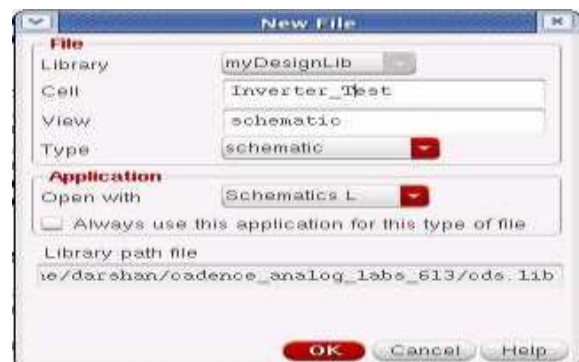 New File
File
Library myDesignLib
Cell Inverter_Test
View schematic
Type schematic
Application
Open with Schematics L
Always use this application for this type of file
Library path file
ne/darshan/cadence_analog_labs_613/cds.lib
OK Cancel Help